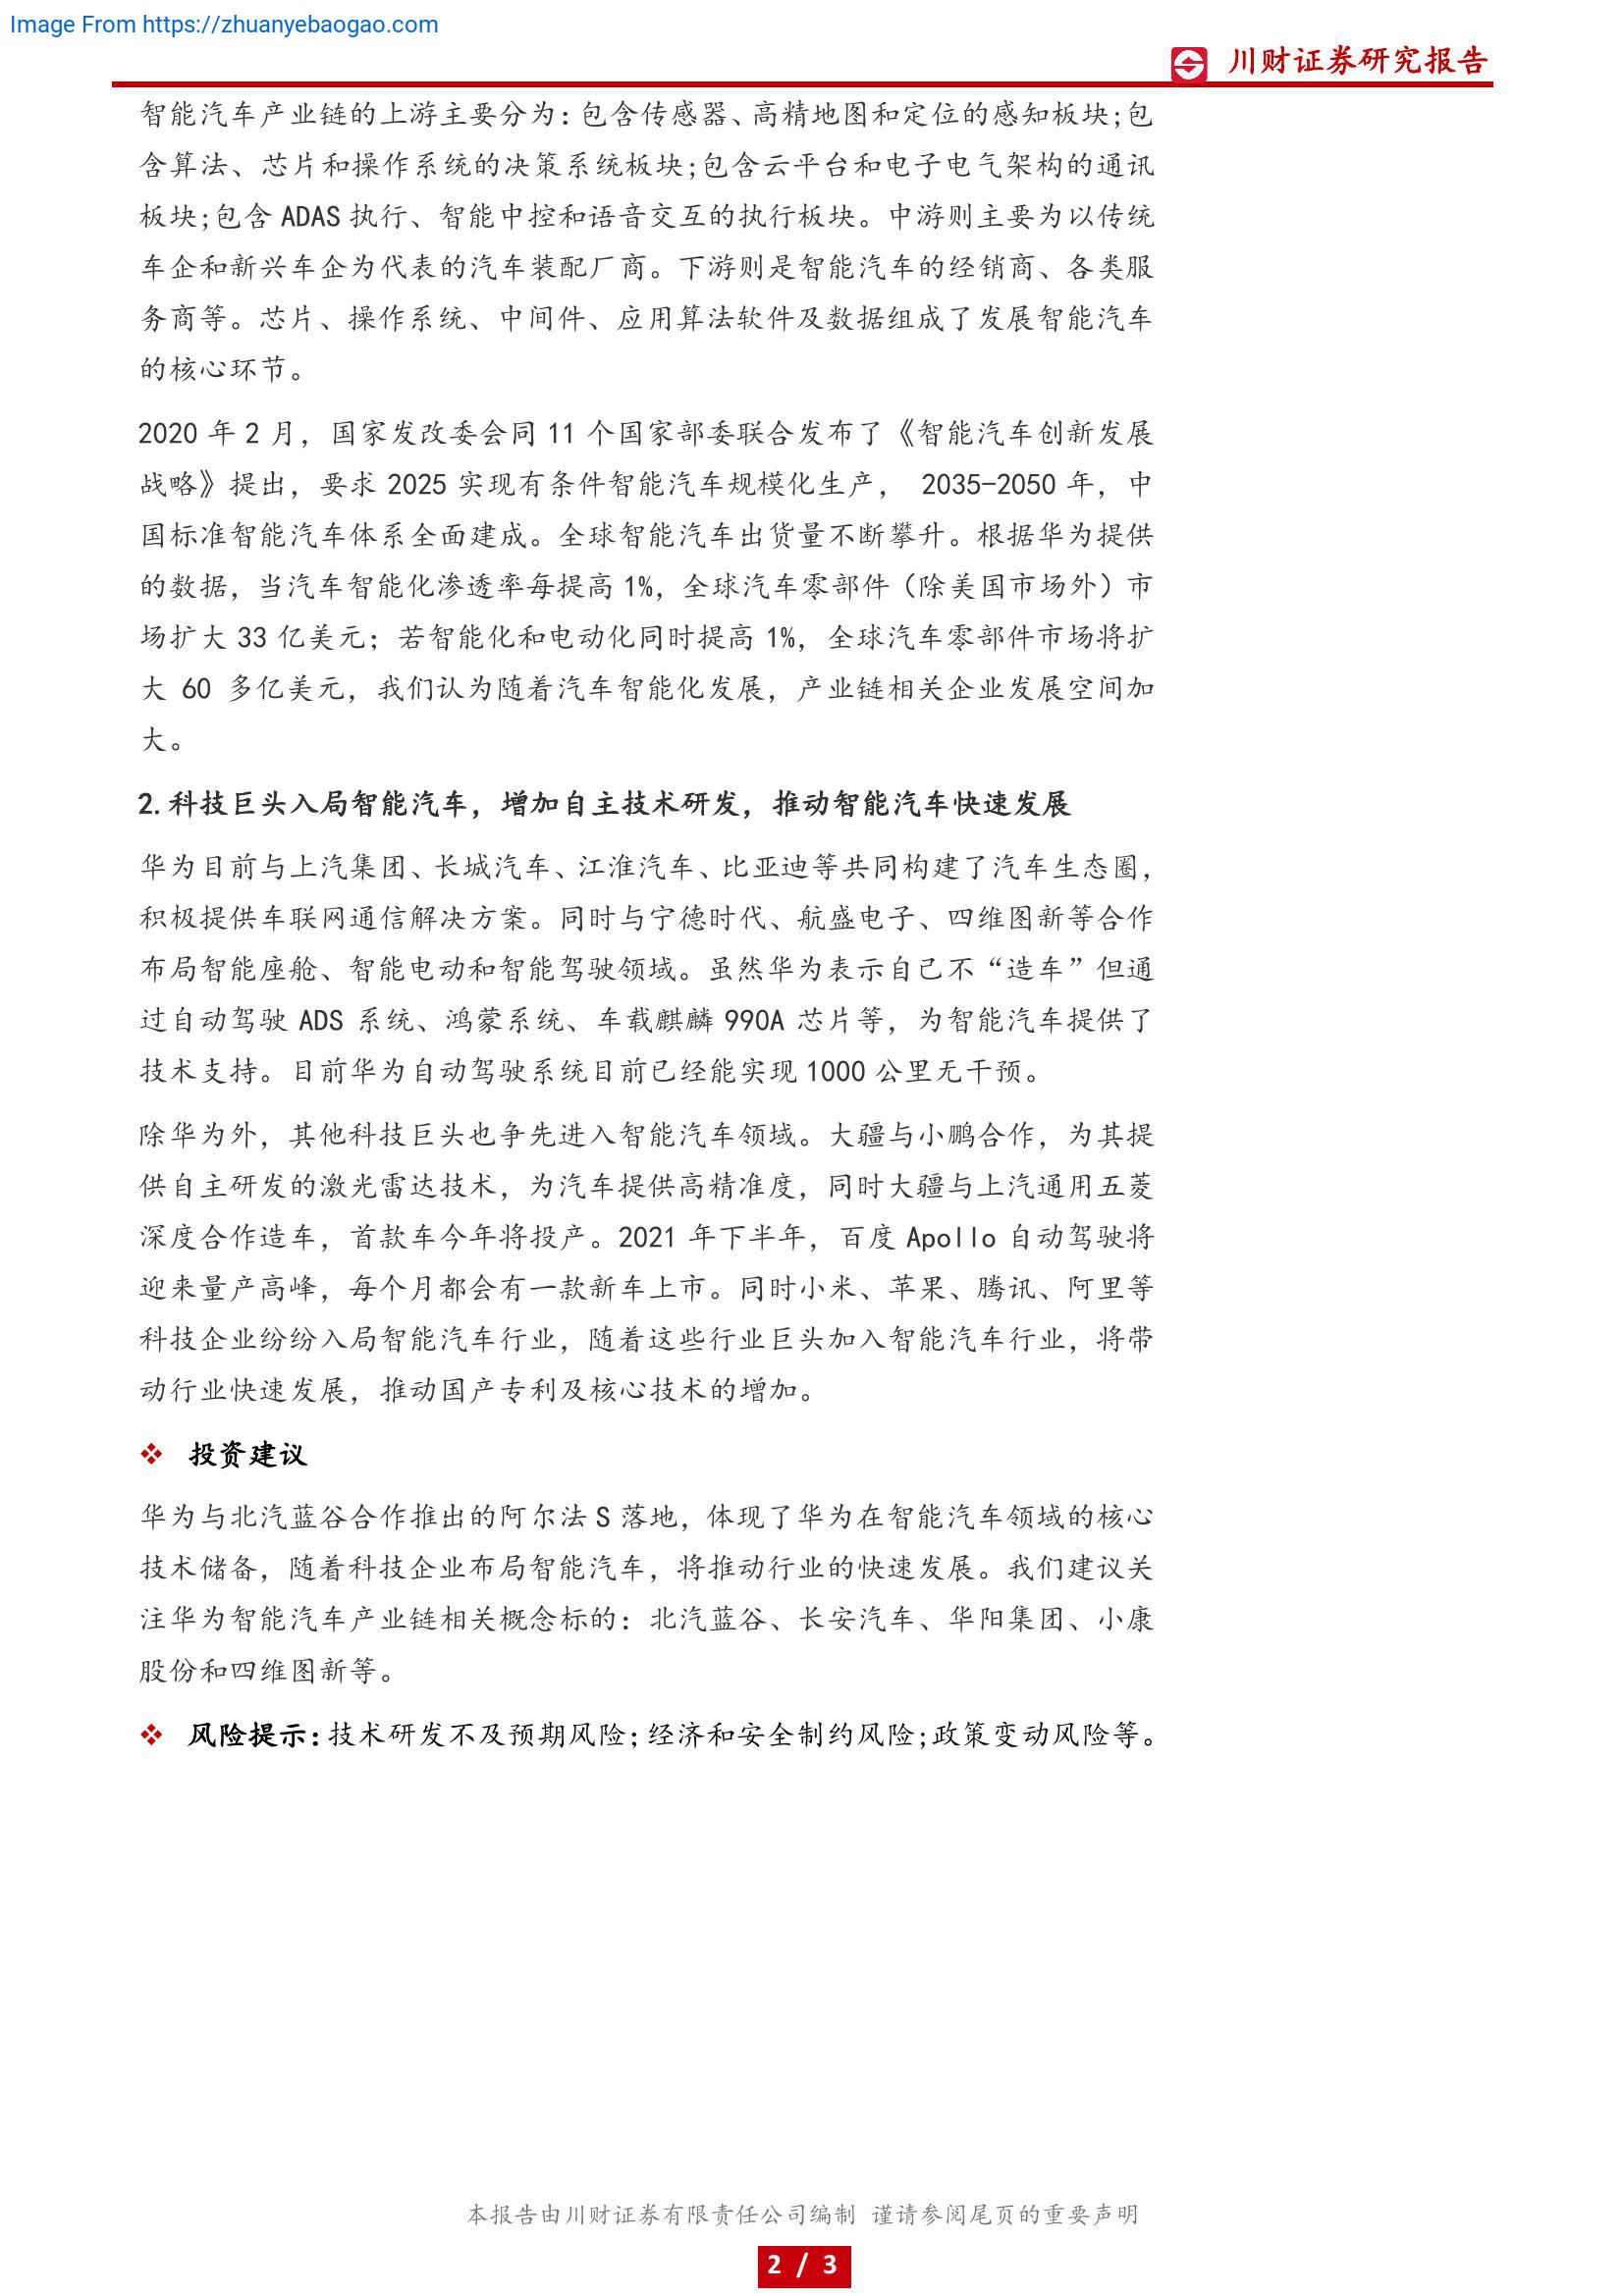 Image From https://zhuanyebaogao.com
川财证券研究报告
智能汽车产业链的上游主要分为:包含传感器、高精地图和定位的感知板块;包
含算法、芯片和操作系统的决策系统板块;包含云平台和电子电气架构的通讯
板块;包含 ADAS 执行、智能中控和语音交互的执行板块。中游则主要为以传统
车企和新兴车企为代表的汽车装配厂商。下游则是智能汽车的经销商、各类服
务商等。芯片、操作系统、中间件、应用算法软件及数据组成了发展智能汽车
的核心环节。
2020 年 2 月，国家发改委会同 11 个国家部委联合发布了《智能汽车创新发展
战略》提出，要求 2025 实现有条件智能汽车规模化生产， 2035-2050 年，中
国标准智能汽车体系全面建成。全球智能汽车出货量不断攀升。根据华为提供
的数据，当汽车智能化渗透率每提高 1%，全球汽车零部件（除美国市场外）市
场扩大 33 亿美元；若智能化和电动化同时提高 1%，全球汽车零部件市场将扩
大 60 多亿美元，我们认为随着汽车智能化发展，产业链相关企业发展空间加
大。
2.科技巨头入局智能汽车，增加自主技术研发，推动智能汽车快速发展
华为目前与上汽集团、长城汽车、江淮汽车、比亚迪等共同构建了汽车生态圈，
积极提供车联网通信解决方案。同时与宁德时代、航盛电子、四维图新等合作
布局智能座舱、智能电动和智能驾驶领域。虽然华为表示自己不“造车”但通
过自动驾驶 ADS 系统、鸿蒙系统、车载麒麟 990A 芯片等，为智能汽车提供了
技术支持。目前华为自动驾驶系统目前已经能实现 1000 公里无干预。
除华为外，其他科技巨头也争先进入智能汽车领域。大疆与小鹏合作，为其提
供自主研发的激光雷达技术，为汽车提供高精准度，同时大疆与上汽通用五菱
深度合作造车，首款车今年将投产。2021 年下半年，百度 Apollo 自动驾驶将
迎来量产高峰，每个月都会有一款新车上市。同时小米、苹果、腾讯、阿里等
科技企业纷纷入局智能汽车行业，随着这些行业巨头加入智能汽车行业，将带
动行业快速发展，推动国产专利及核心技术的增加。
❖ 投资建议
华为与北汽蓝谷合作推出的阿尔法 S 落地，体现了华为在智能汽车领域的核心
技术储备，随着科技企业布局智能汽车，将推动行业的快速发展。我们建议关
注华为智能汽车产业链相关概念标的：北汽蓝谷、长安汽车、华阳集团、小康
股份和四维图新等。
❖ 风险提示:技术研发不及预期风险;经济和安全制约风险;政策变动风险等。
本报告由川财证券有限责任公司编制 谨请参阅尾页的重要声明
2 / 3